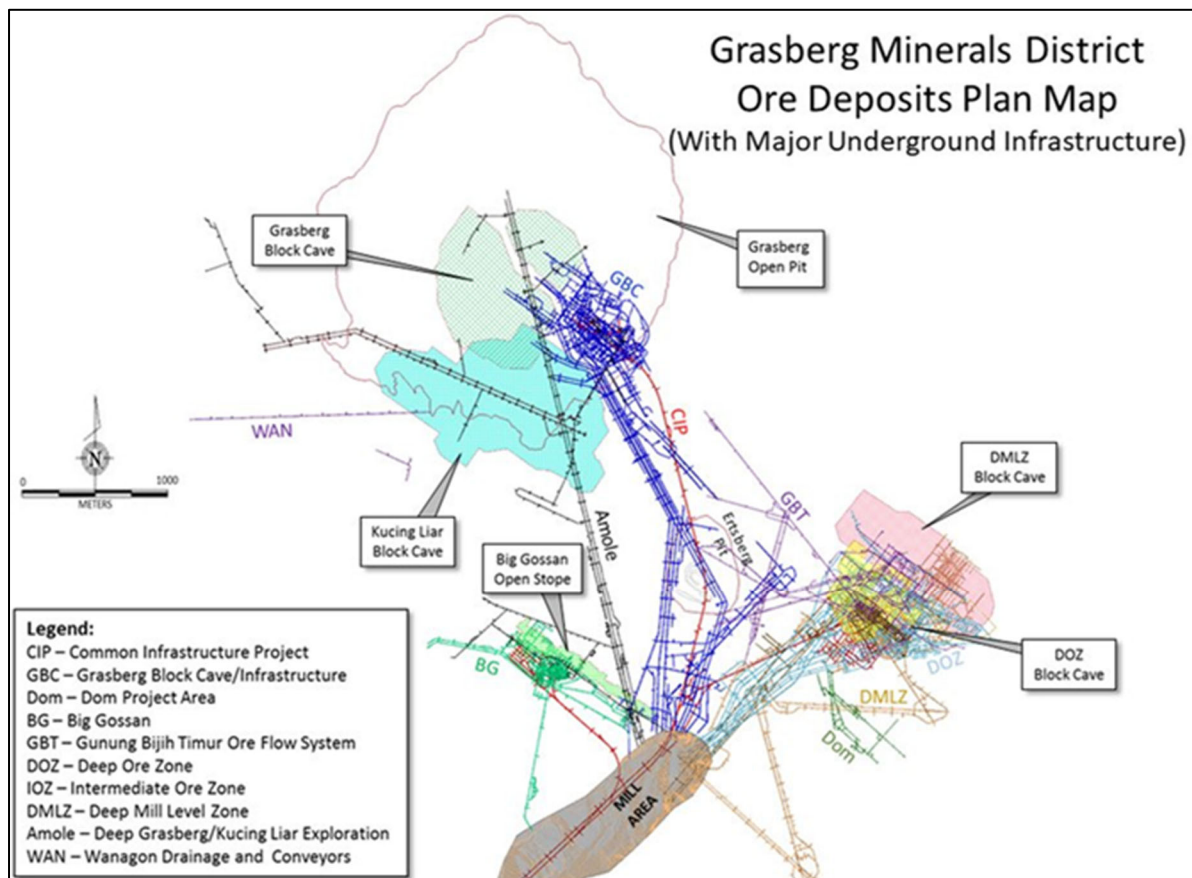 Grasberg Minerals District
Ore Deposits Plan Map
(With Major Underground Infrastructure)
Grasberg
Block Cave
Grasberg
Open Pit
GBC
CIP
WAN
N
0
1000
METERS
Kucing Liar
Block Cave
Amole
Ertsberg
Pit
GBT
DMLZ
Block Cave
Big Gossan
Open Stope
BG
DOZ
DOZ
Block Cave
DMLZ
Dom
MILL
AREA
Legend:
CIP – Common Infrastructure Project
GBC – Grasberg Block Cave/Infrastructure
Dom – Dom Project Area
BG – Big Gossan
GBT – Gunung Bijih Timur Ore Flow System
DOZ – Deep Ore Zone
IOZ – Intermediate Ore Zone
DMLZ – Deep Mill Level Zone
Amole – Deep Grasberg/Kucing Liar Exploration
WAN – Wanagon Drainage and Conveyors